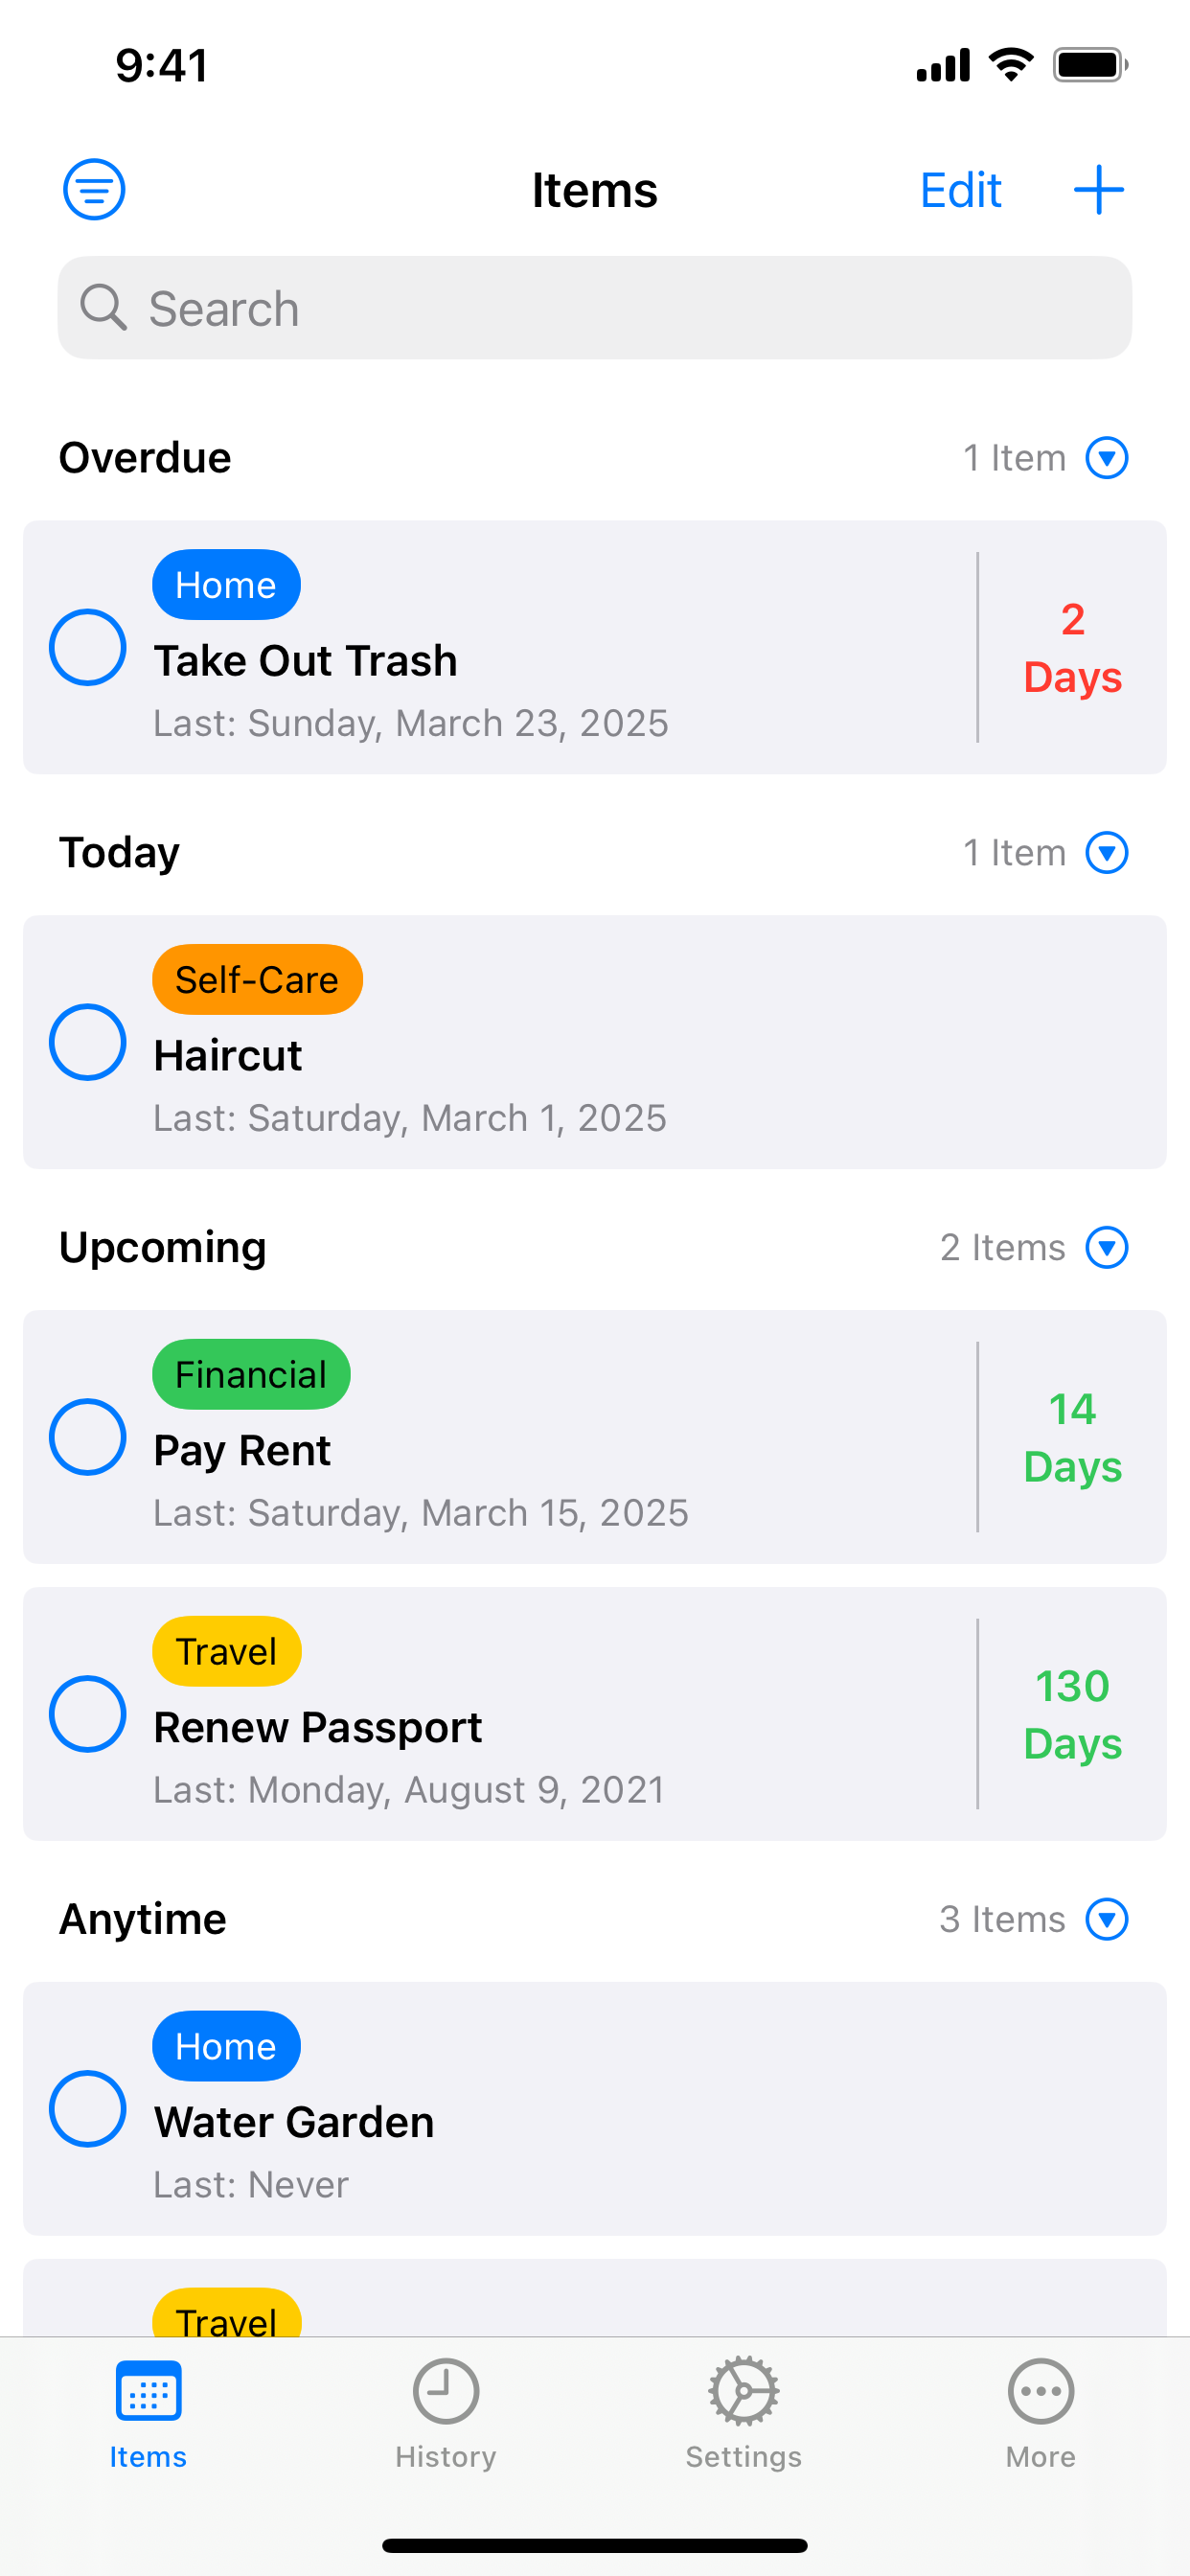 9:41
Items
Edit
Search
Overdue
1 Item
Home
Take Out Trash
Last: Sunday, March 23, 2025
2
Days
Today
1 Item
Self-Care
Haircut
Last: Saturday, March 1, 2025
Upcoming
2 Items
Financial
Pay Rent
Last: Saturday, March 15, 2025
14
Days
Travel
Renew Passport
Last: Monday, August 9, 2021
130
Days
Anytime
3 Items
Home
Water Garden
Last: Never
Travel
Items
History
Settings
More